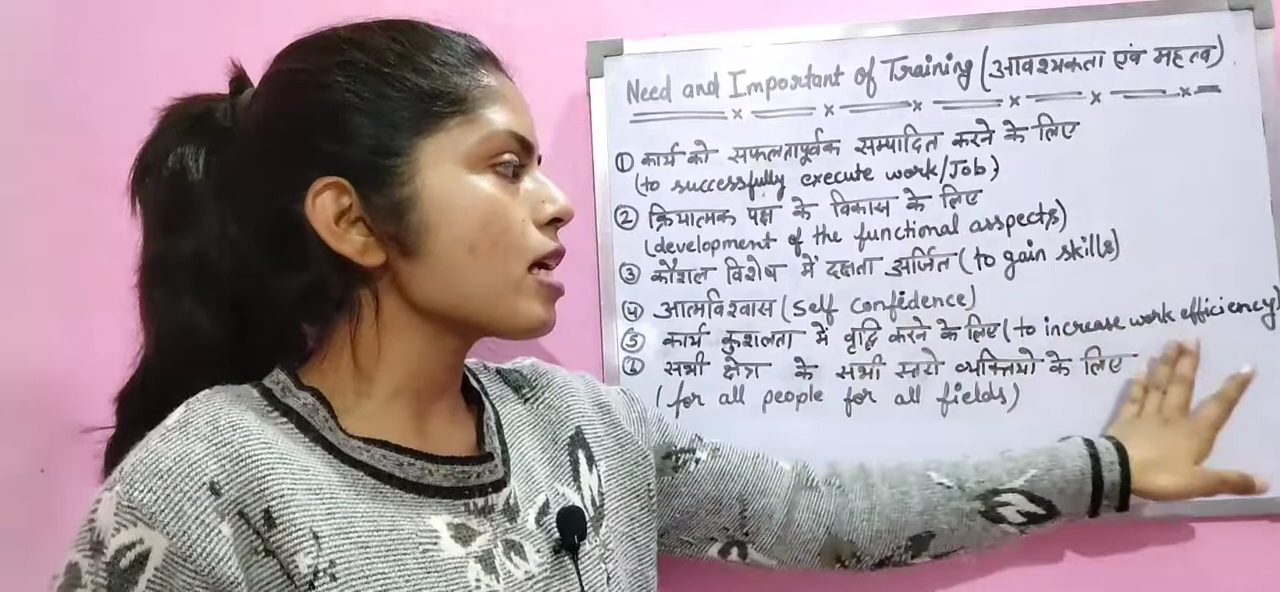 Need and Important of Training (आवश्यकता एवं महत्व)
① कार्य को सफलतापूर्वक सम्पादित करने के लिए
(to successfully execute work/Job)
② क्रियात्मक पक्ष के विकास के लिए
(development of the functional asspects)
③ कौशल विशेष में दक्षता अर्जित (to gain skills)
④ आत्मविश्वास (Self Confidence)
⑤ कार्य कुशलता में वृद्धि करने के लिए (to increase work efficiency)
⑥ सभी क्षेत्र के सभी स्तरो व्यक्तियो के लिए
(for all people for all fields)